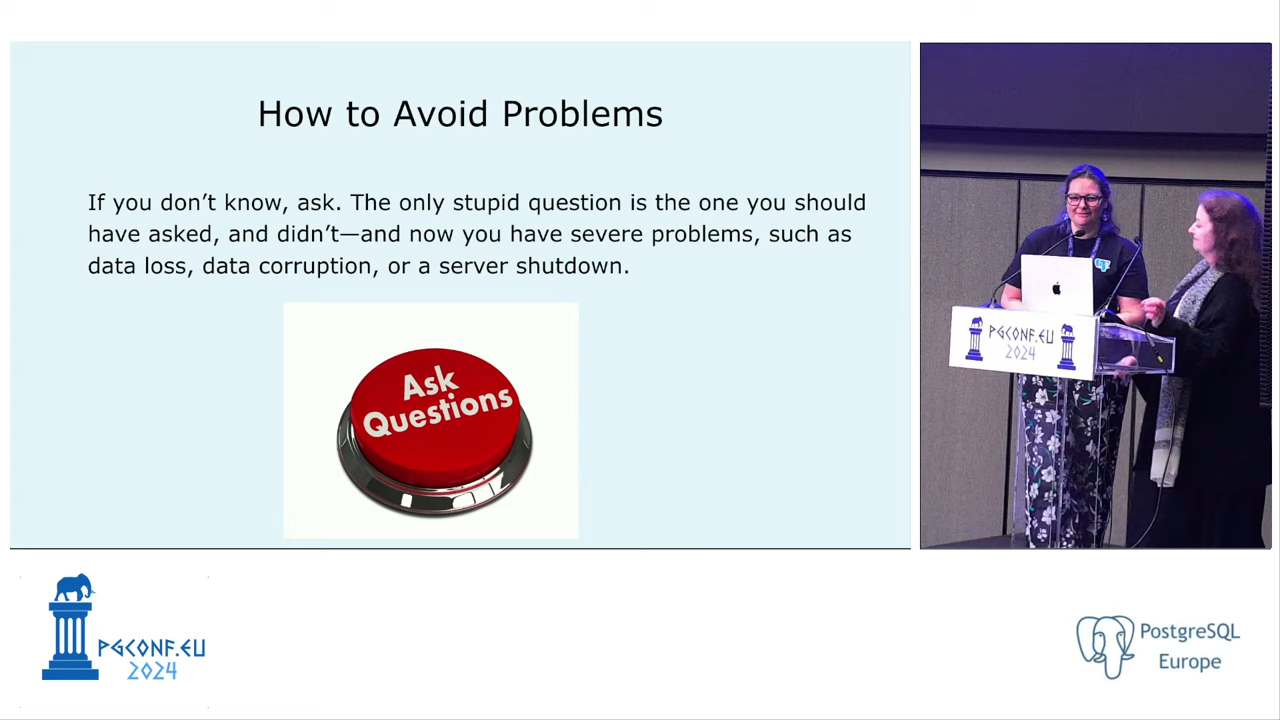 How to Avoid Problems
If you don’t know, ask. The only stupid question is the one you should
have asked, and didn’t—and now you have severe problems, such as
data loss, data corruption, or a server shutdown.
Ask
Questions
PGCONF.EU
2024
PGCONF.EU
2024
PostgreSQL
Europe